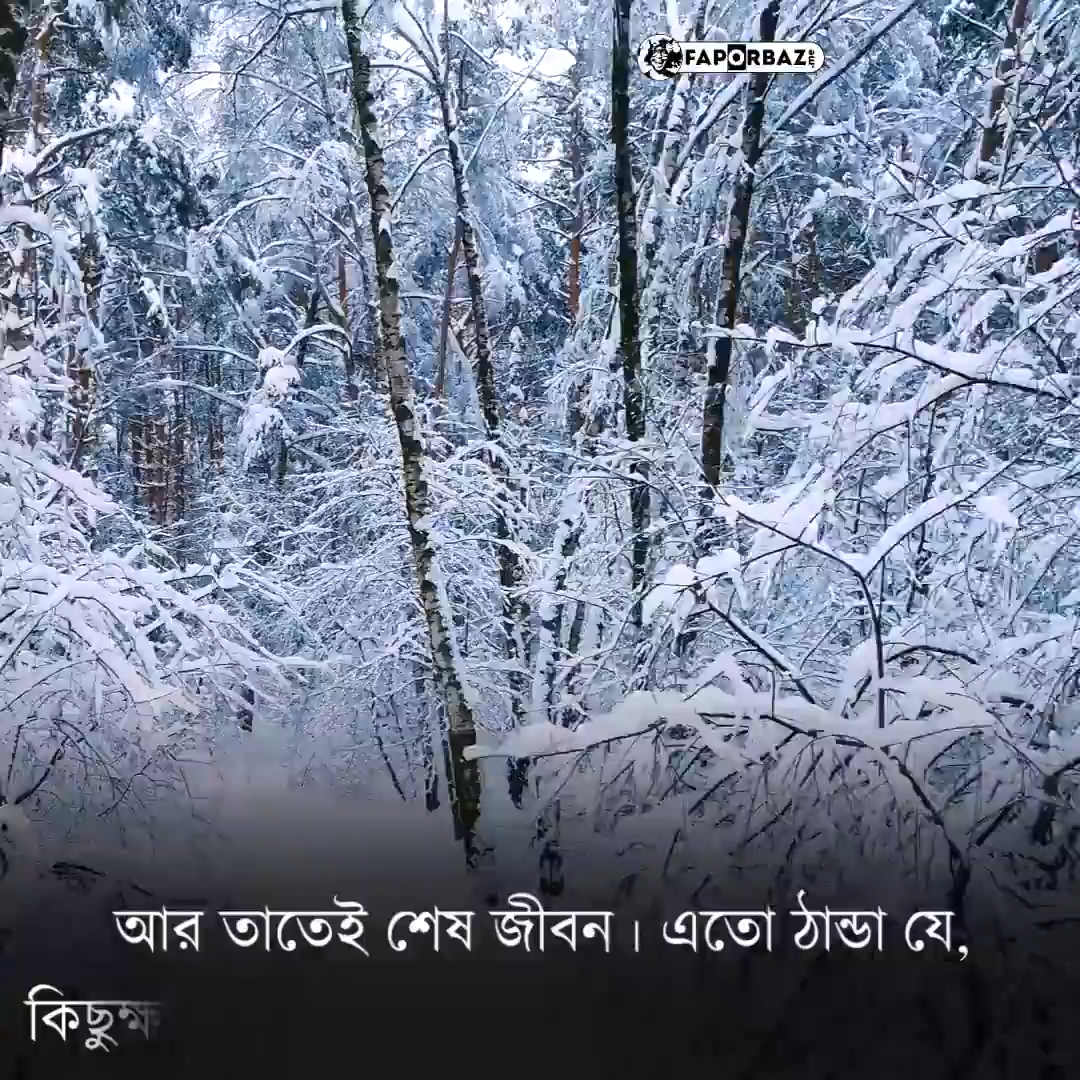 FAPORBAZ
আর তাতেই শেষ জীবন। এতো ঠান্ডা যে,
কিছুক্ষ